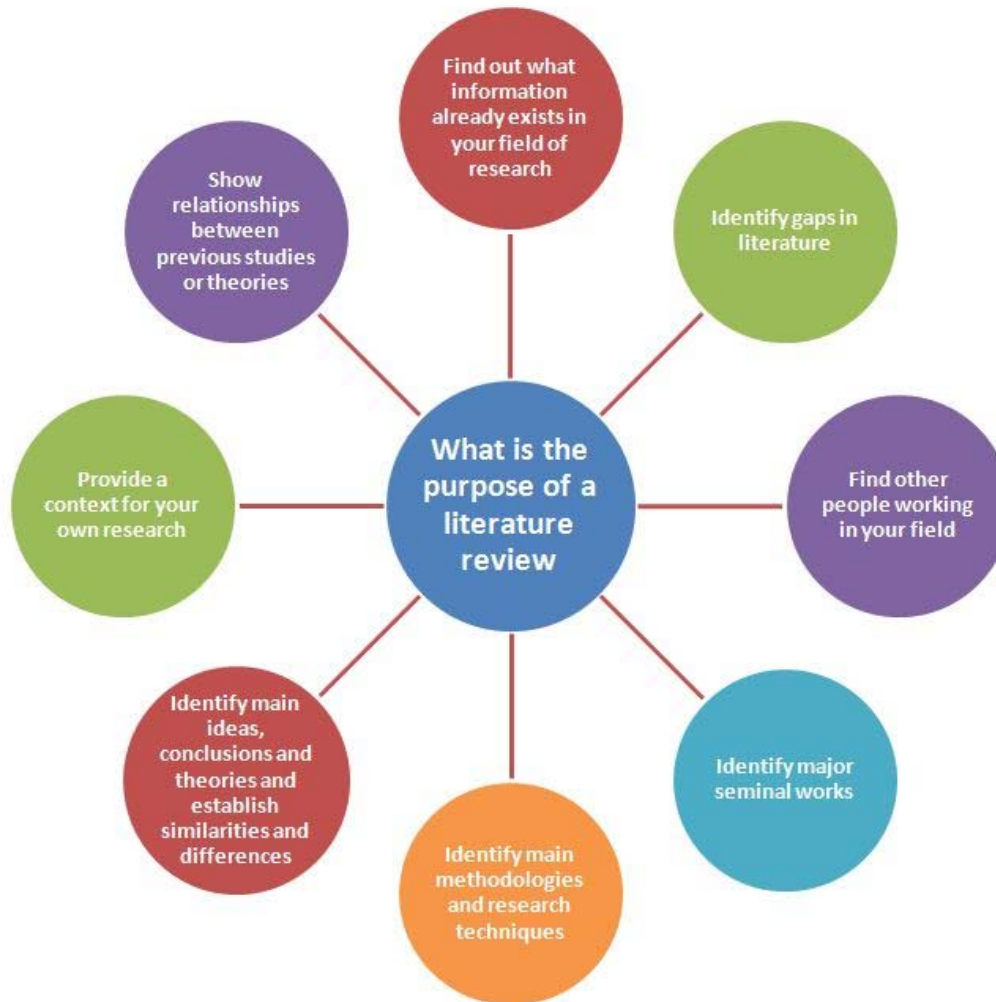 Find out what
information
already exists in
your field of
research
Identify gaps in
literature
Find other
people working
in your field
Identify major
seminal works
Identify main
methodologies
and research
techniques
Identify main
ideas,
conclusions and
theories and
establish
similarities and
differences
Provide a
context for your
own research
Show
relationships
between
previous studies
or theories
What is the
purpose of a
literature
review